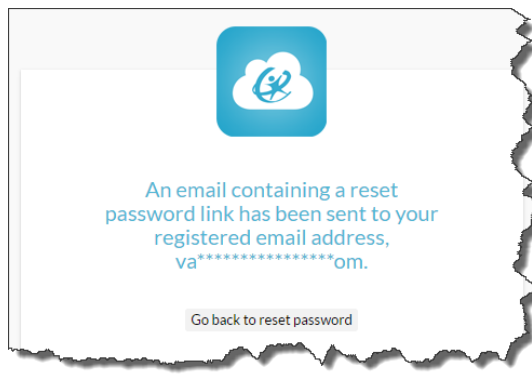 An email containing a reset
password link has been sent to your
registered email address,
va****************om.
Go back to reset password